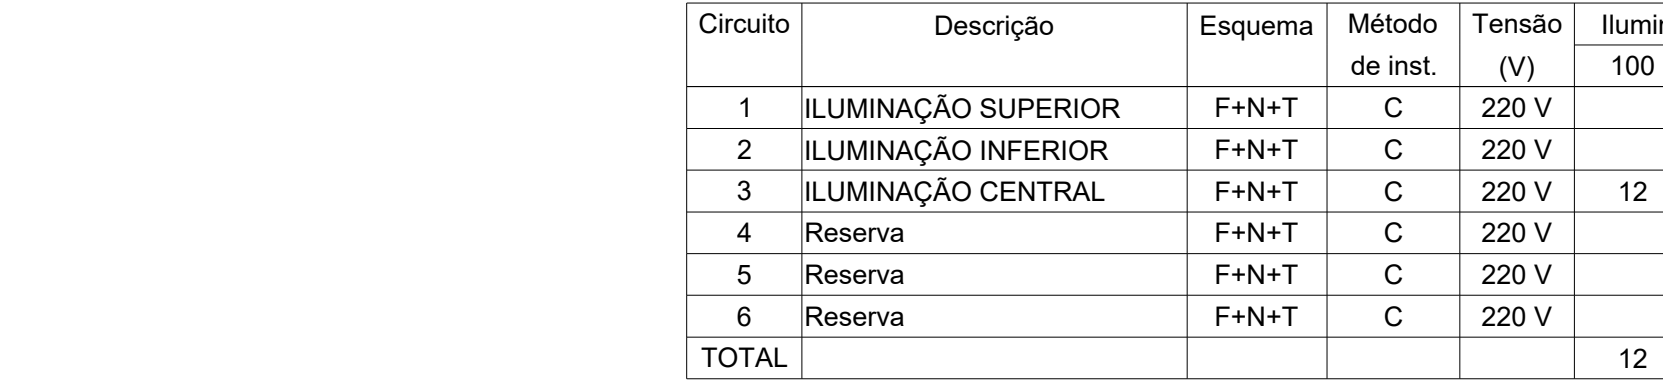 Circuito Descrição Esquema Método Tensão
de inst. (V) 100
1 ILUMINAÇÃO SUPERIOR F+N+T C 220 V
2 ILUMINAÇÃO INFERIOR F+N+T C 220 V
3 ILUMINAÇÃO CENTRAL F+N+T C 220 V 12
4 Reserva F+N+T C 220 V
5 Reserva F+N+T C 220 V
6 Reserva F+N+T C 220 V
TOTAL 12